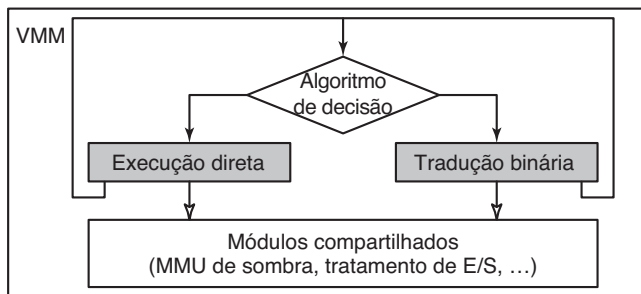 VMM
Algoritmo
de decisão
Execução direta
Tradução binária
Módulos compartilhados
(MMU de sombra, tratamento de E/S, …)